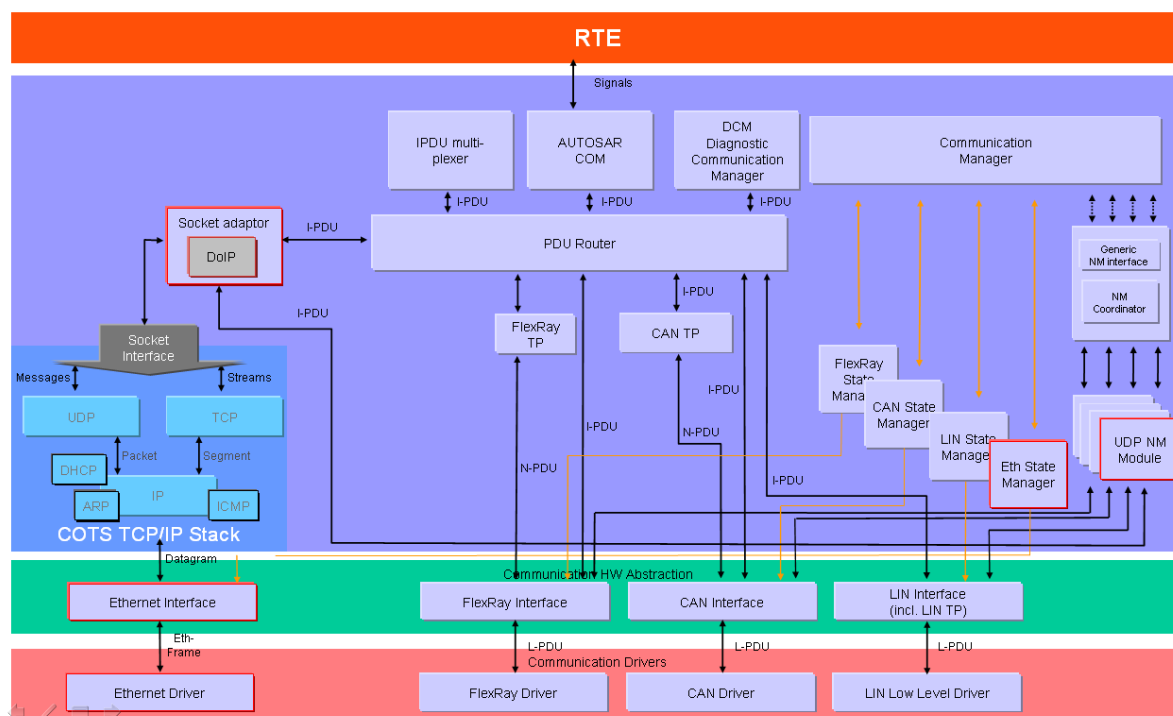 RTE
Signals
IPDU multi-
plexer
AUTOSAR
COM
DCM
Diagnostic
Communication
Manager
Communication
Manager
I-PDU
I-PDU
I-PDU
Socket adaptor
DoIP
I-PDU
PDU Router
Generic
NM interface
NM
Coordinator
I-PDU
I-PDU
FlexRay
TP
CAN TP
Socket
Interface
Messages
Streams
UDP
TCP
Packet
Segment
DHCP
IP
ARP
ICMP
COTS TCP/IP Stack
I-PDU
I-PDU
N-PDU
N-PDU
I-PDU
FlexRay
State
Manag
CAN State
Manager
LIN State
Manage
Eth State
Manager
UDP NM
Module
Datagram
Communication HW Abstraction
Ethernet Interface
FlexRay Interface
CAN Interface
LIN Interface
(incl. LIN TP)
Eth-
Frame
L-PDU
L-PDU
L-PDU
Communication Drivers
Ethernet Driver
FlexRay Driver
CAN Driver
LIN Low Level Driver